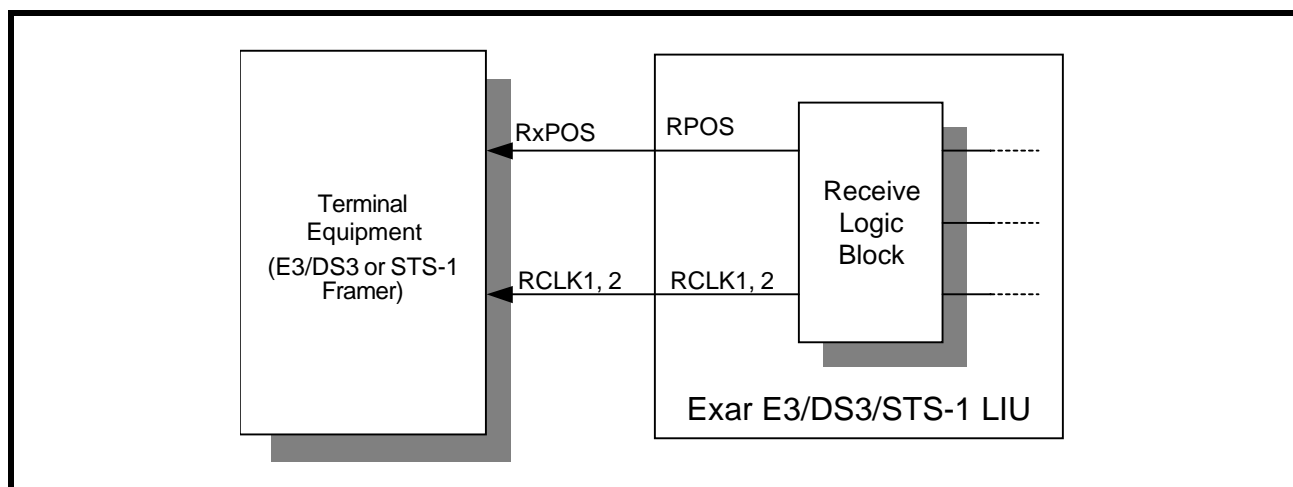 RxPOS
RPOS
Terminal
Equipment
(E3/DS3 or STS-1
Framer)
Receive
Logic
Block
RCLK1, 2
RCLK1, 2
Exar E3/DS3/STS-1 LIU